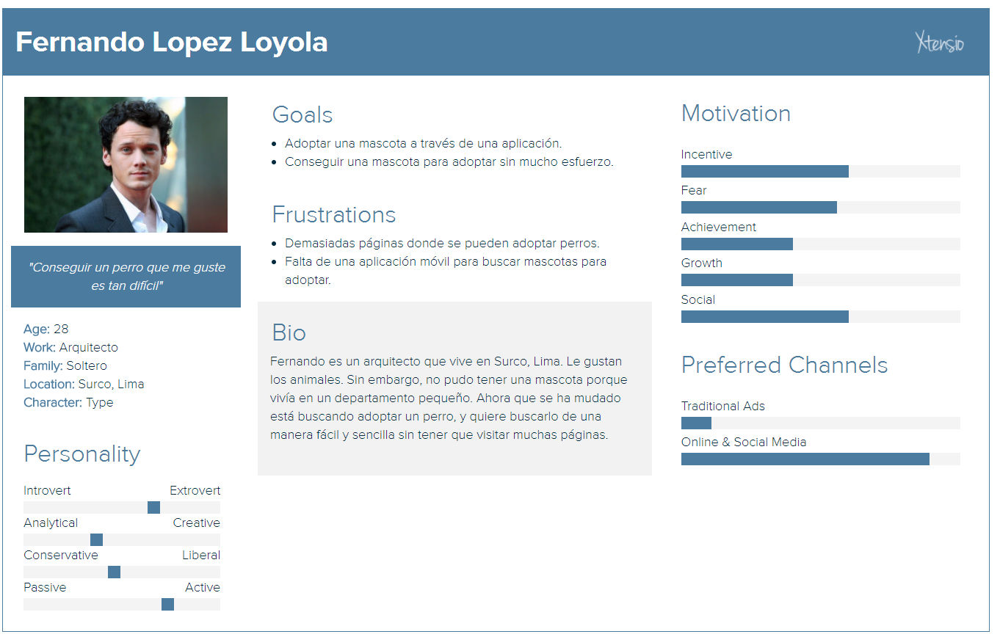 Fernando Lopez Loyola
Xtensio
"Conseguir un perro que me guste
es tan difícil"
Age: 28
Work: Arquitecto
Family: Soltero
Location: Surco, Lima
Character: Type
Personality
Introvert Extrovert
Analytical Creative
Conservative Liberal
Passive Active
Goals
Adoptar una mascota a través de una aplicación.
Conseguir una mascota para adoptar sin mucho esfuerzo.
Frustrations
Demasiadas páginas donde se pueden adoptar perros.
Falta de una aplicación móvil para buscar mascotas para
adoptar.
Bio
Fernando es un arquitecto que vive en Surco, Lima. Le gustan
los animales. Sin embargo, no pudo tener una mascota porque
vivía en un departamento pequeño. Ahora que se ha mudado
está buscando adoptar un perro, y quiere buscarlo de una
manera fácil y sencilla sin tener que visitar muchas páginas.
Motivation
Incentive
Fear
Achievement
Growth
Social
Preferred Channels
Traditional Ads
Online & Social Media